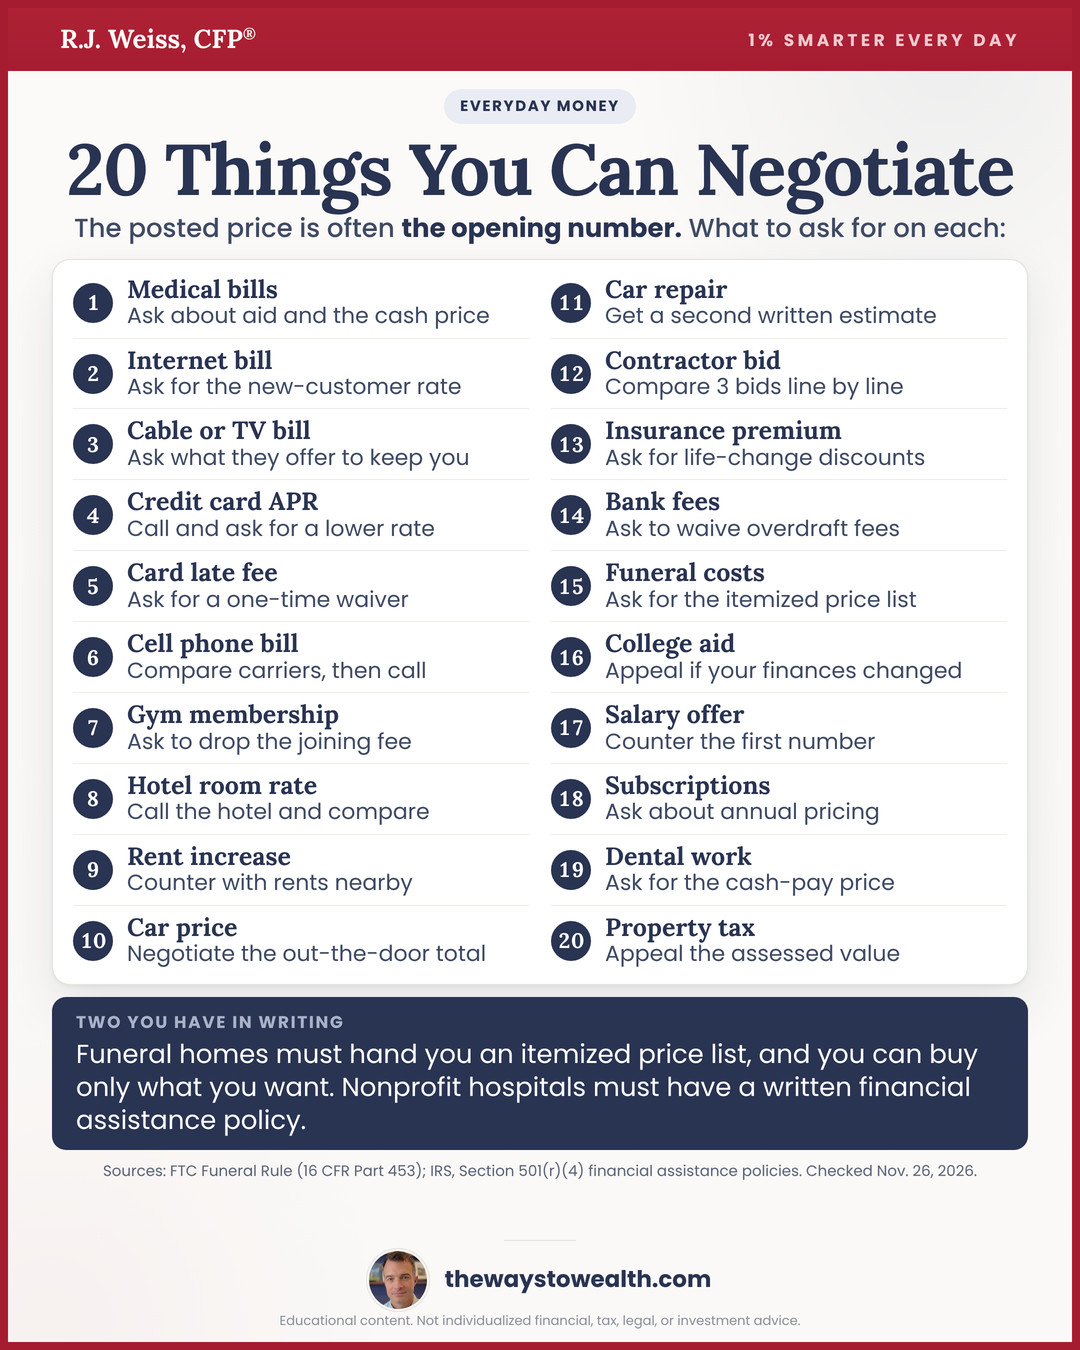 R.J. Weiss, CFP®
1% SMARTER EVERY DAY
EVERYDAY MONEY
20 Things You Can Negotiate
The posted price is often the opening number. What to ask for on each:
1
Medical bills
Ask about aid and the cash price
2
Internet bill
Ask for the new-customer rate
3
Cable or TV bill
Ask what they offer to keep you
4
Credit card APR
Call and ask for a lower rate
5
Card late fee
Ask for a one-time waiver
6
Cell phone bill
Compare carriers, then call
7
Gym membership
Ask to drop the joining fee
8
Hotel room rate
Call the hotel and compare
9
Rent increase
Counter with rents nearby
10
Car price
Negotiate the out-the-door total
11
Car repair
Get a second written estimate
12
Contractor bid
Compare 3 bids line by line
13
Insurance premium
Ask for life-change discounts
14
Bank fees
Ask to waive overdraft fees
15
Funeral costs
Ask for the itemized price list
16
College aid
Appeal if your finances changed
17
Salary offer
Counter the first number
18
Subscriptions
Ask about annual pricing
19
Dental work
Ask for the cash-pay price
20
Property tax
Appeal the assessed value
TWO YOU HAVE IN WRITING
Funeral homes must hand you an itemized price list, and you can buy
only what you want. Nonprofit hospitals must have a written financial
assistance policy.
Sources: FTC Funeral Rule (16 CFR Part 453); IRS, Section 501(r)(4) financial assistance policies. Checked Nov. 26, 2026.
thewaystowealth.com
Educational content. Not individualized financial, tax, legal, or investment advice.